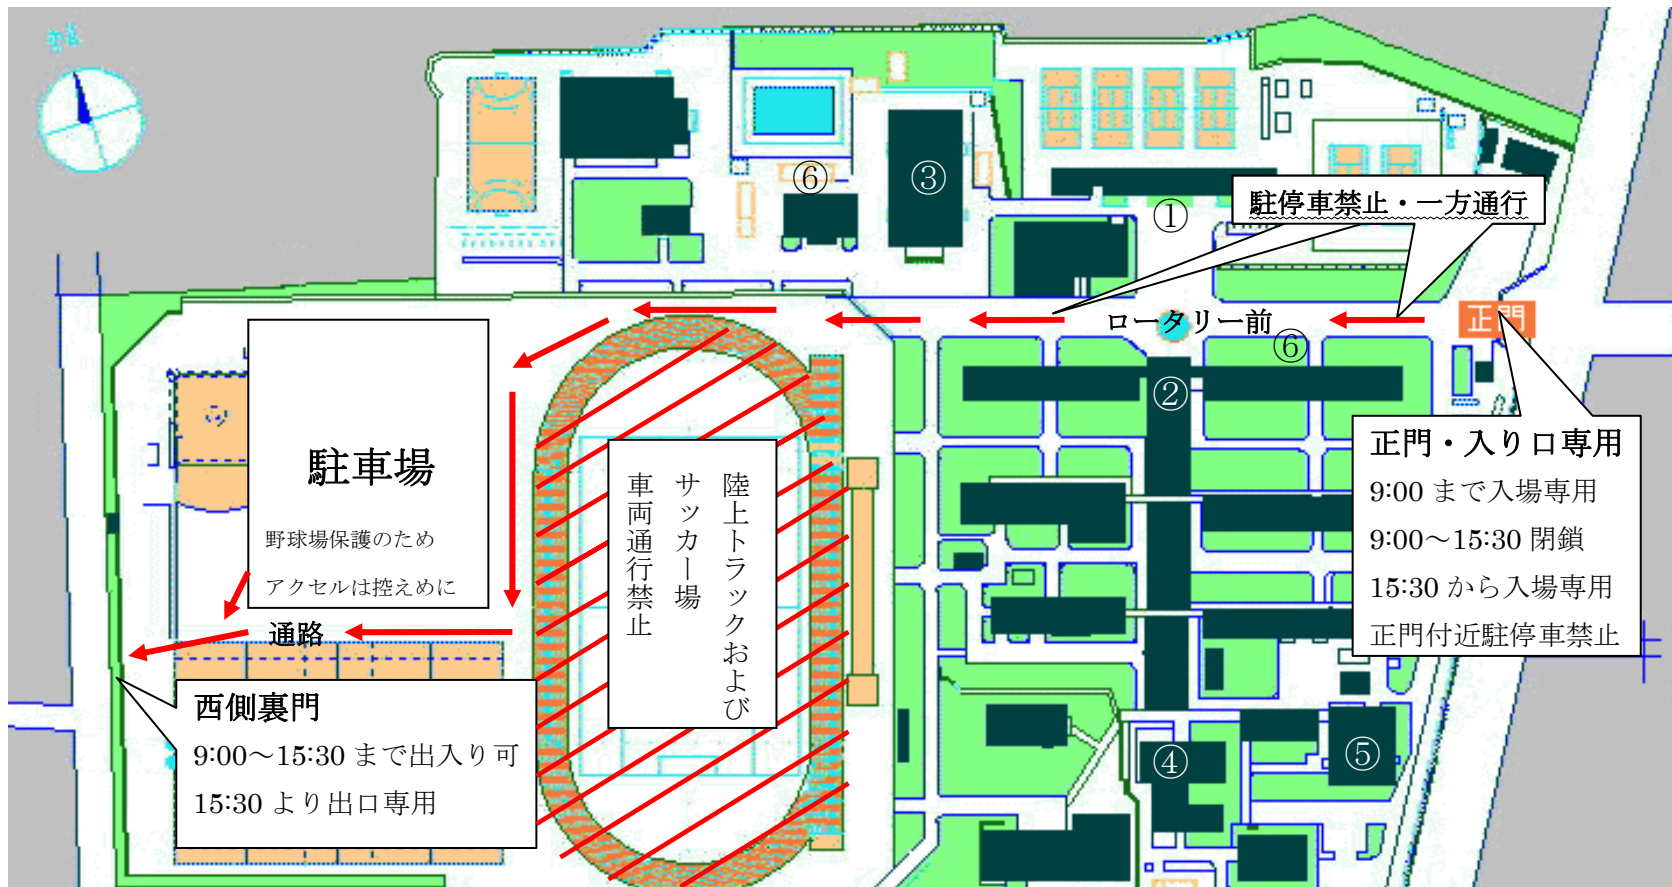 ⑥
③
①
駐停車禁止・一方通行
正門
ロータリー前
⑥
②
正門・入り口専用
9:00 まで入場専用
9:00～15:30 閉鎖
15:30 から入場専用
正門付近駐停車禁止
駐車場
野球場保護のため
アクセルは控えめに
陸上トラックおよび
サッカー場
車両通行禁止
通路
西側裏門
9:00～15:30 まで出入り可
15:30 より出口専用
④
⑤